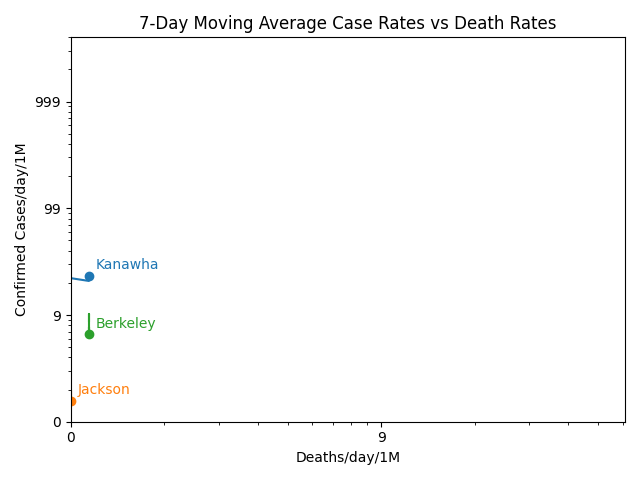 7-Day Moving Average Case Rates vs Death Rates
Confirmed Cases/day/1M
999
99
9
0
Kanawha
Berkeley
Jackson
0
9
Deaths/day/1M